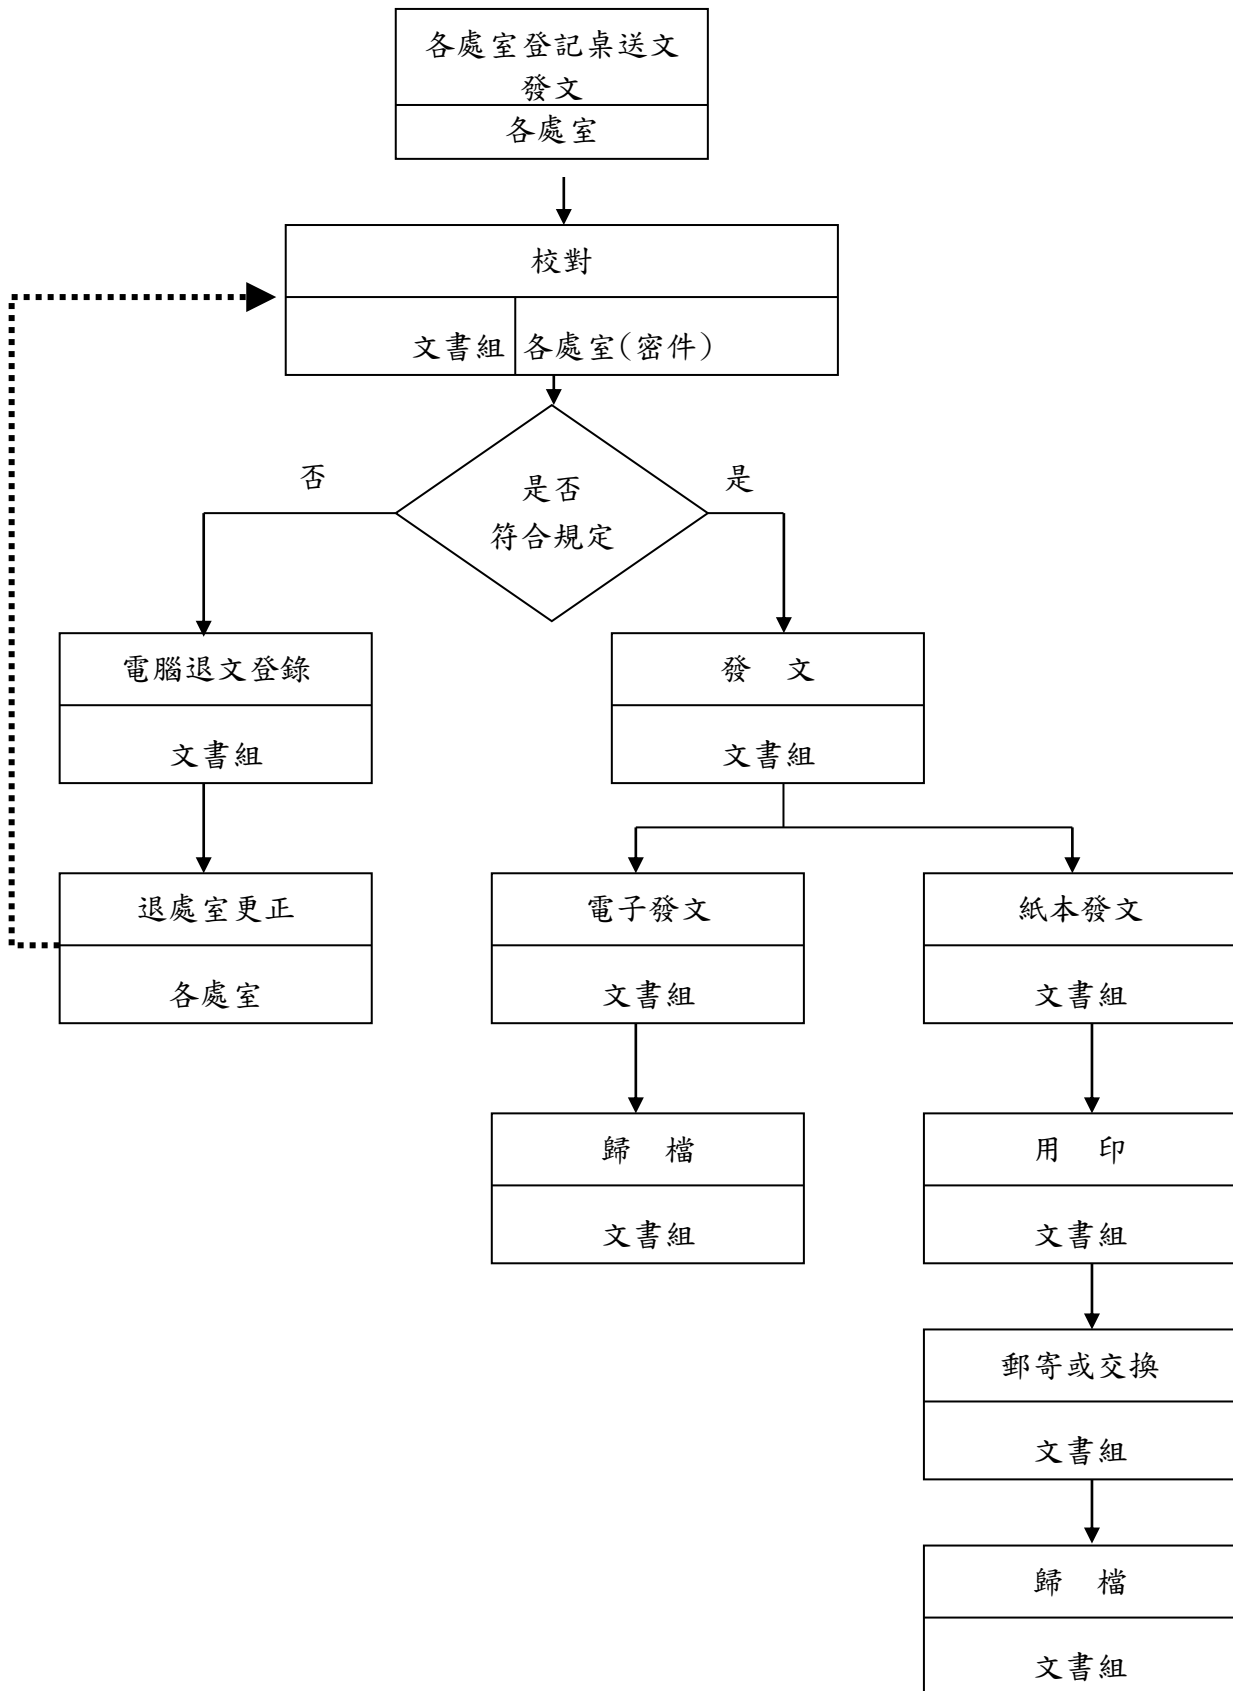 各處室登記桌送文
發文
各處室
校對
文書組
各處室(密件)
否
是
是否
符合規定
電腦退文登錄
文書組
發　文
文書組
退處室更正
各處室
電子發文
文書組
紙本發文
文書組
歸　檔
文書組
用　印
文書組
郵寄或交換
文書組
歸　檔
文書組